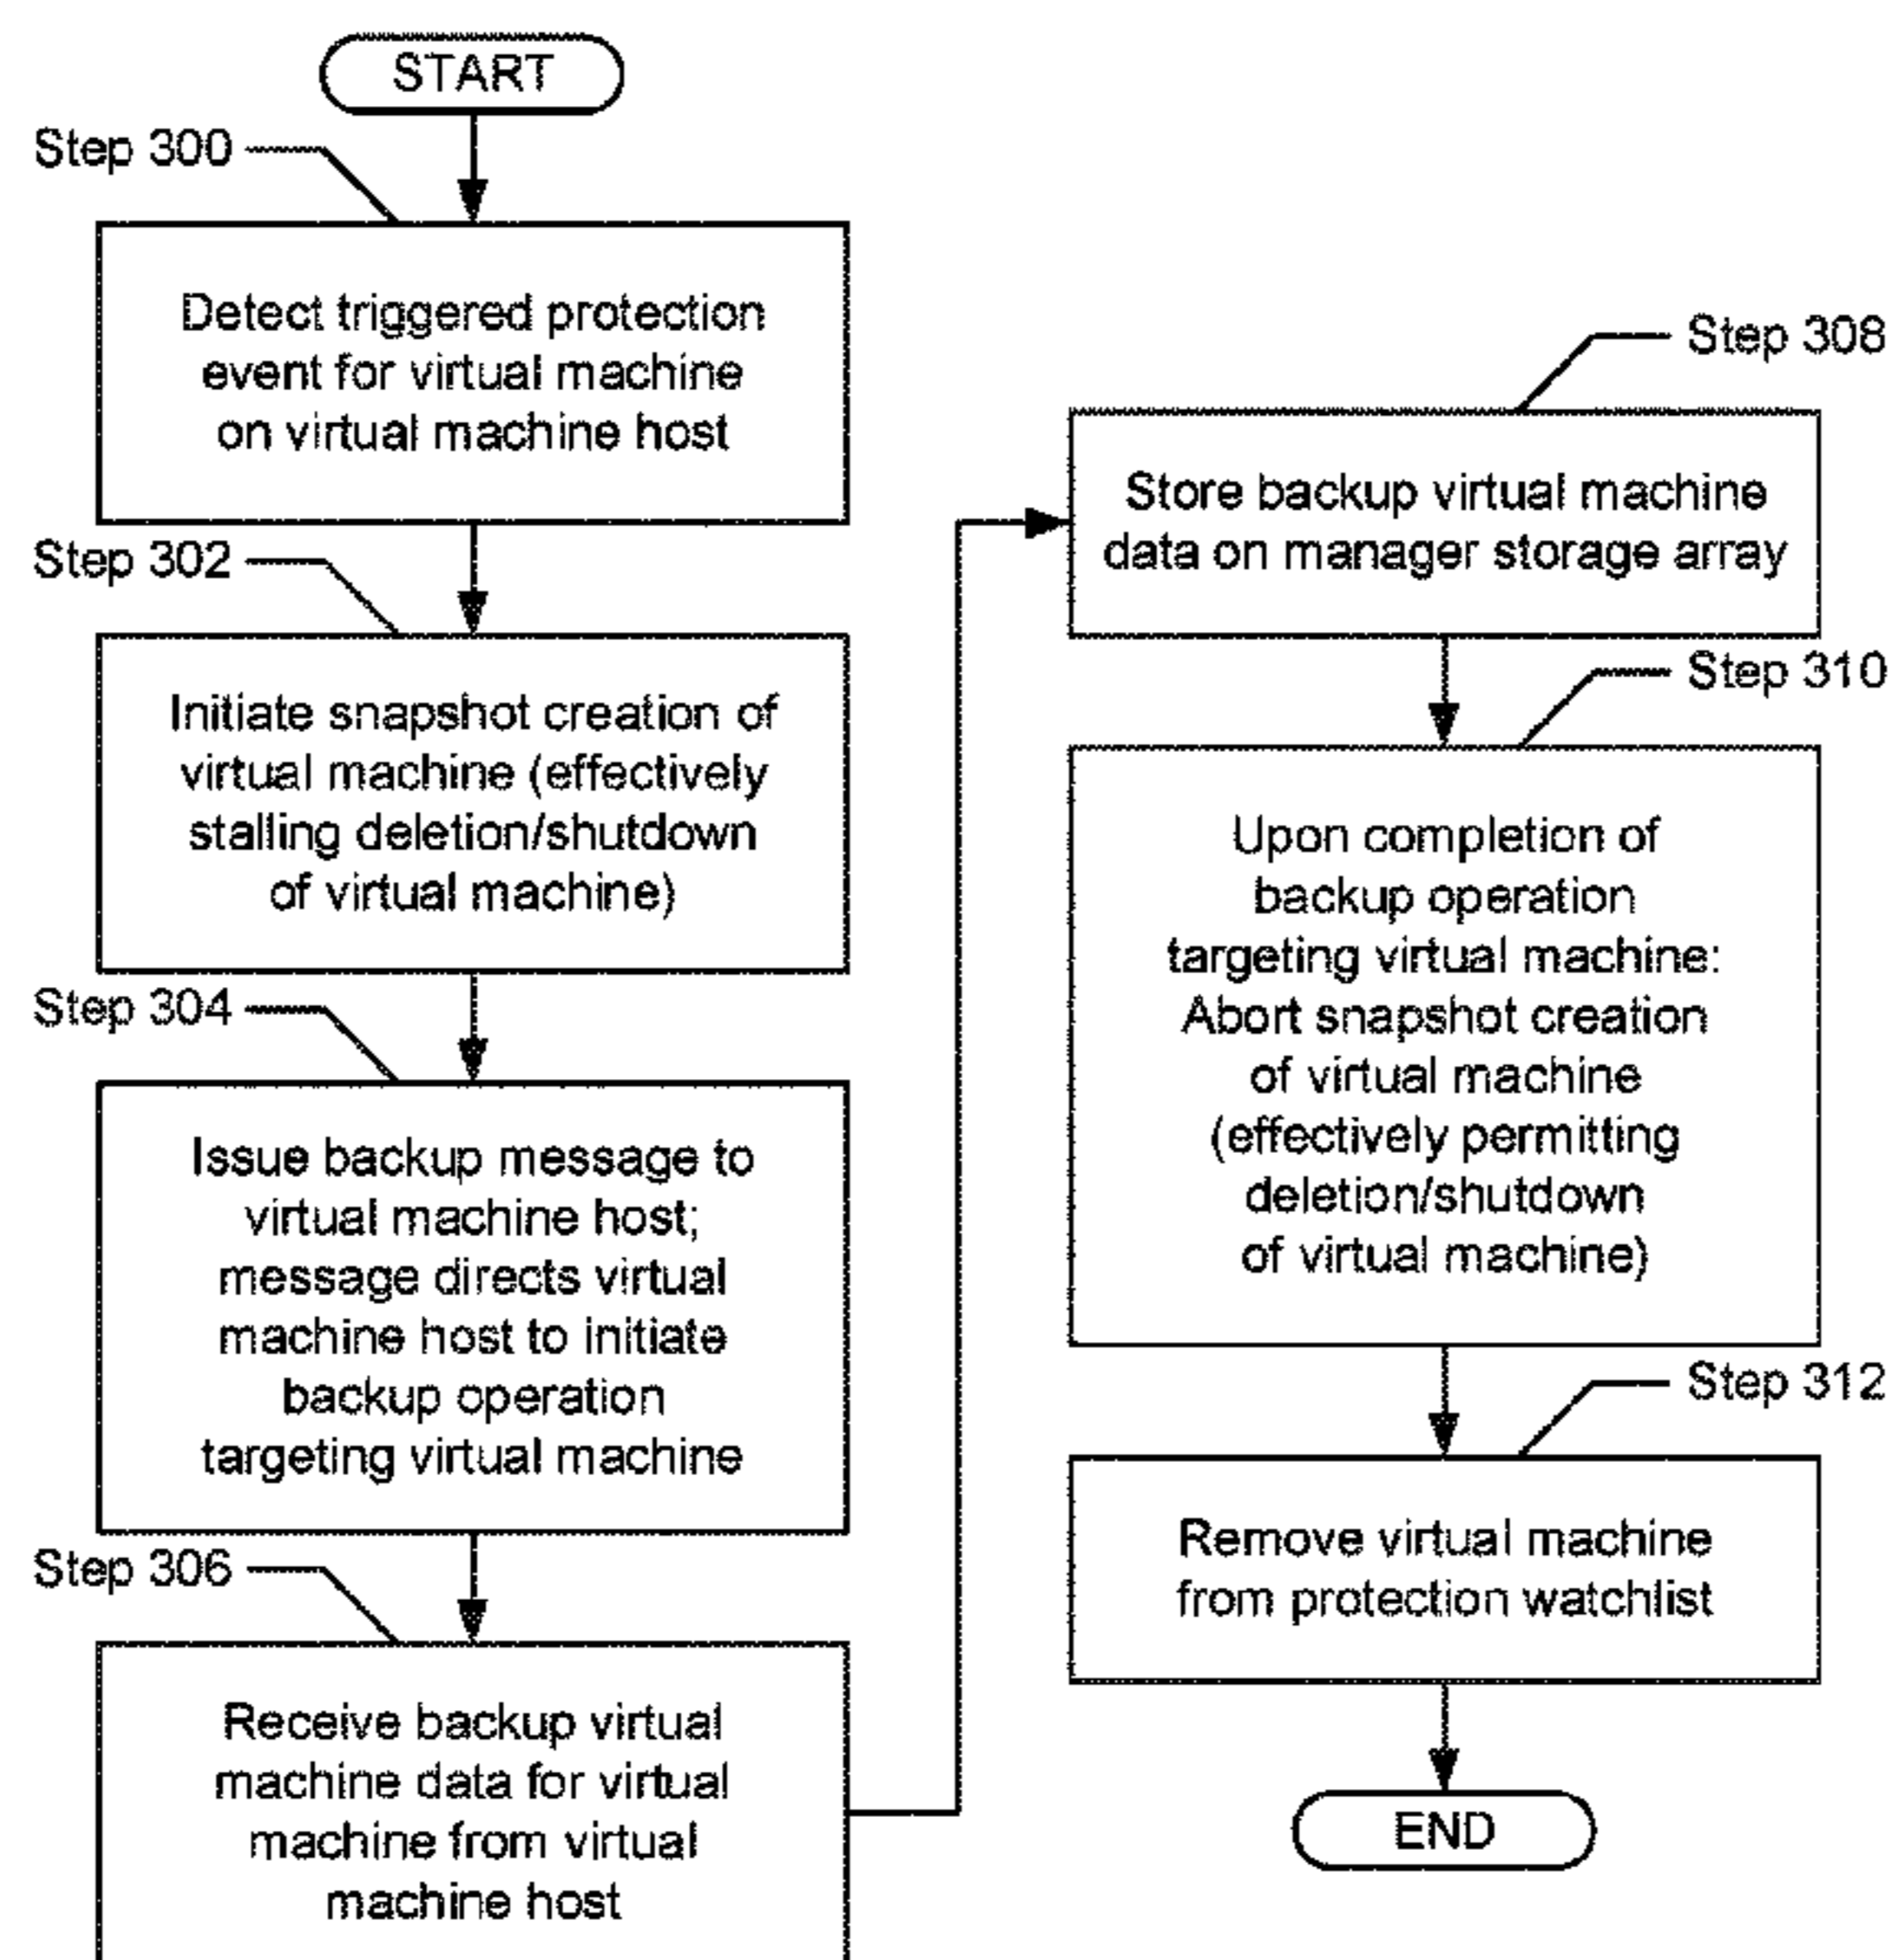 START
Step 300
Detect triggered protection
event for virtual machine
on virtual machine host
Step 302
Initiate snapshot creation of
virtual machine (effectively
stalling deletion/shutdown
of virtual machine)
Step 304
Issue backup message to
virtual machine host;
message directs virtual
machine host to initiate
backup operation
targeting virtual machine
Step 306
Receive backup virtual
machine data for virtual
machine from virtual
machine host
Step 308
Store backup virtual machine
data on manager storage array
Step 310
Upon completion of
backup operation
targeting virtual machine:
Abort snapshot creation
of virtual machine
(effectively permitting
deletion/shutdown
of virtual machine)
Step 312
Remove virtual machine
from protection watchlist
END